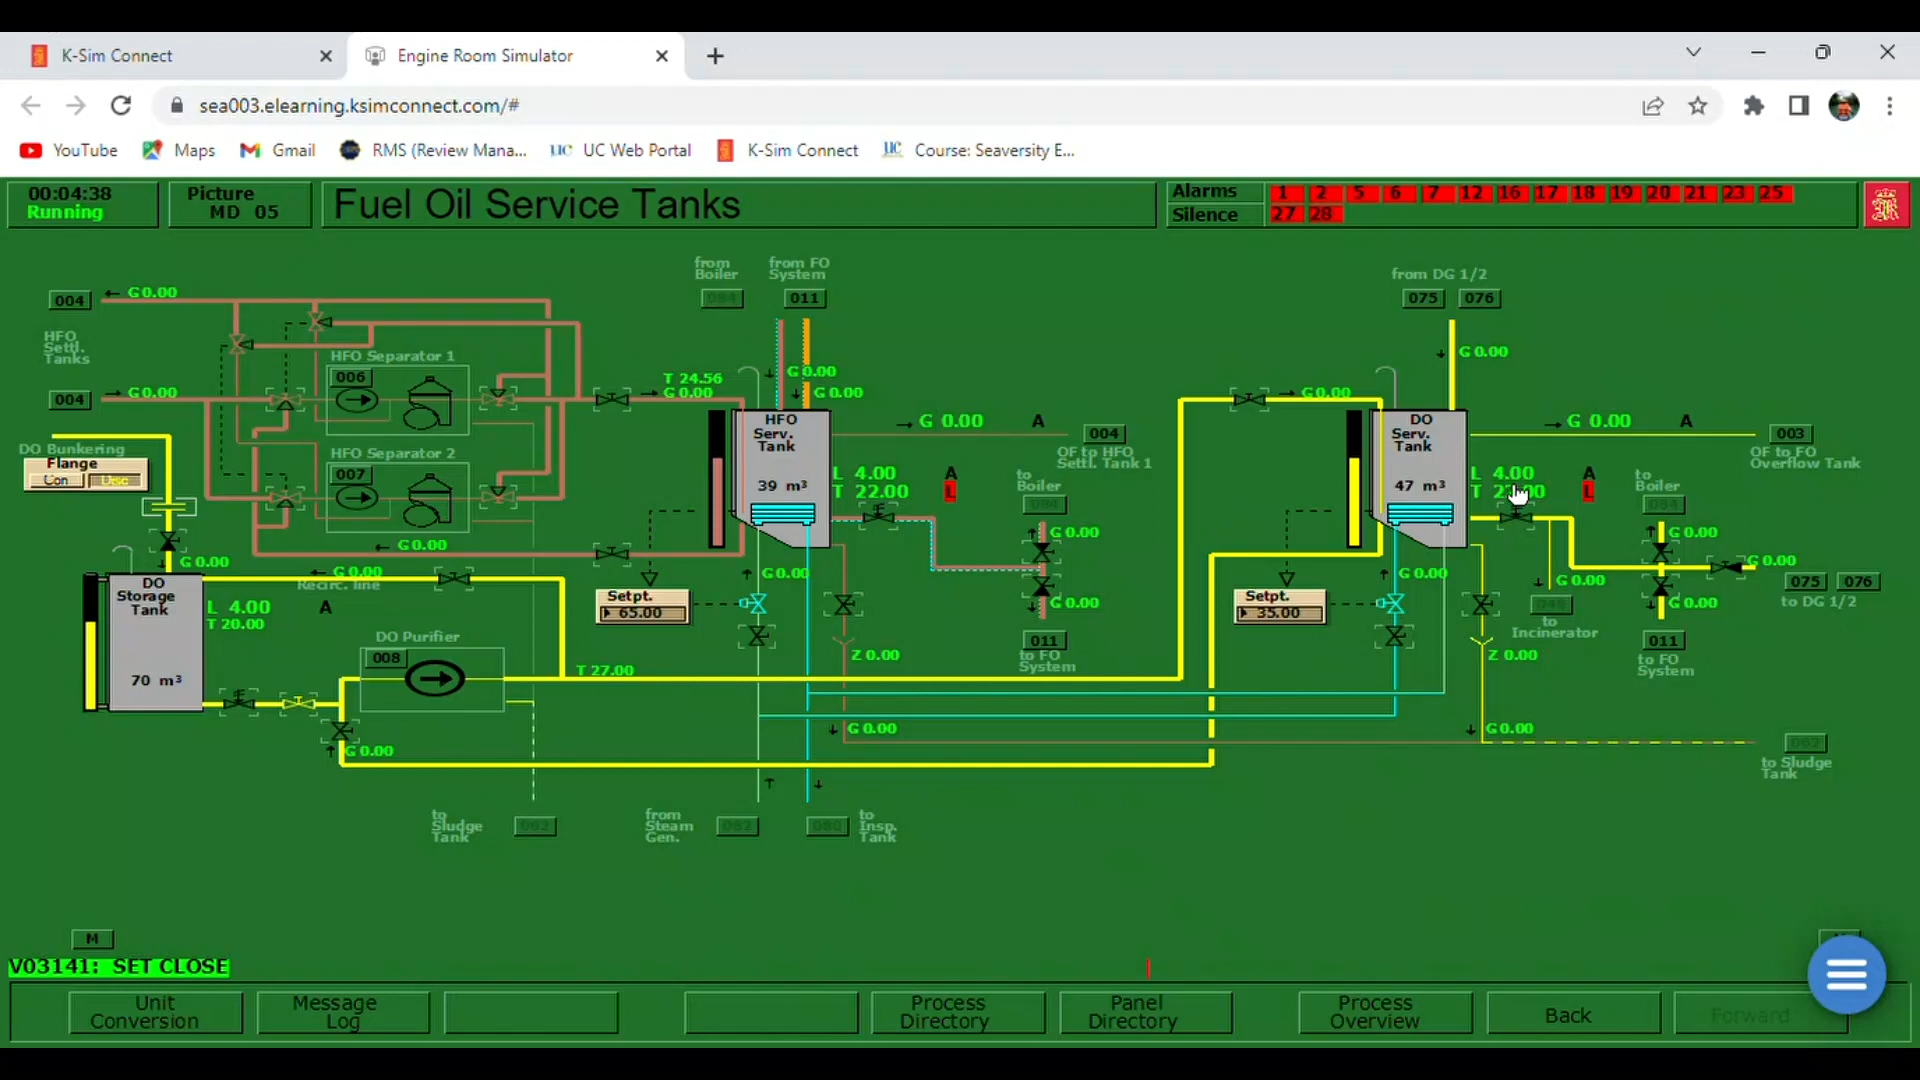 K-Sim Connect
Engine Room Simulator
sea003.elearning.ksimconnect.com/#
YouTube
Maps
Gmail
RMS (Review Mana...
UC Web Portal
K-Sim Connect
Course: Seaversity E...
00:04:38
Running
Picture
MD 05
Fuel Oil Service Tanks
Alarms
1 2 5 6 7 12 16 17 18 19 20 21 23 25
Silence
27 28
from
Boiler
084
from FO
System
011
from DG 1/2
075 076
004
G 0.00
HFO
Settl.
Tanks
004
G 0.00
HFO Separator 1
006
HFO Separator 2
007
T 24.56
G 0.00
G 0.00
G 0.00
HFO
Serv.
Tank
39 m³
G 0.00 A
004
OF to HFO
Settl. Tank 1
L 4.00 A
T 22.00 L
to
Boiler
084
G 0.00
G 0.00
011
to FO
System
G 0.00
G 0.00
DO
Serv.
Tank
47 m³
G 0.00 A
003
OF to FO
Overflow Tank
L 4.00 A
L
to
Boiler
084
G 0.00
G 0.00
075 076
to DG 1/2
G 0.00
to
Incinerator
G 0.00
011
to FO
System
DO Bunkering
Flange
Con Disc
G 0.00
G 0.00
G 0.00
Recirc. line
DO
Storage
Tank
70 m³
L 4.00 A
T 20.00
DO Purifier
008
T 27.00
G 0.00
Setpt.
65.00
G 0.00
Z 0.00
G 0.00
Setpt.
35.00
G 0.00
Z 0.00
G 0.00
to Sludge
Tank
to
Sludge
Tank
from
Steam
Gen.
to
Insp.
Tank
M
V03141: SET CLOSE
Unit
Conversion
Message
Log
Process
Directory
Panel
Directory
Process
Overview
Back
Forward